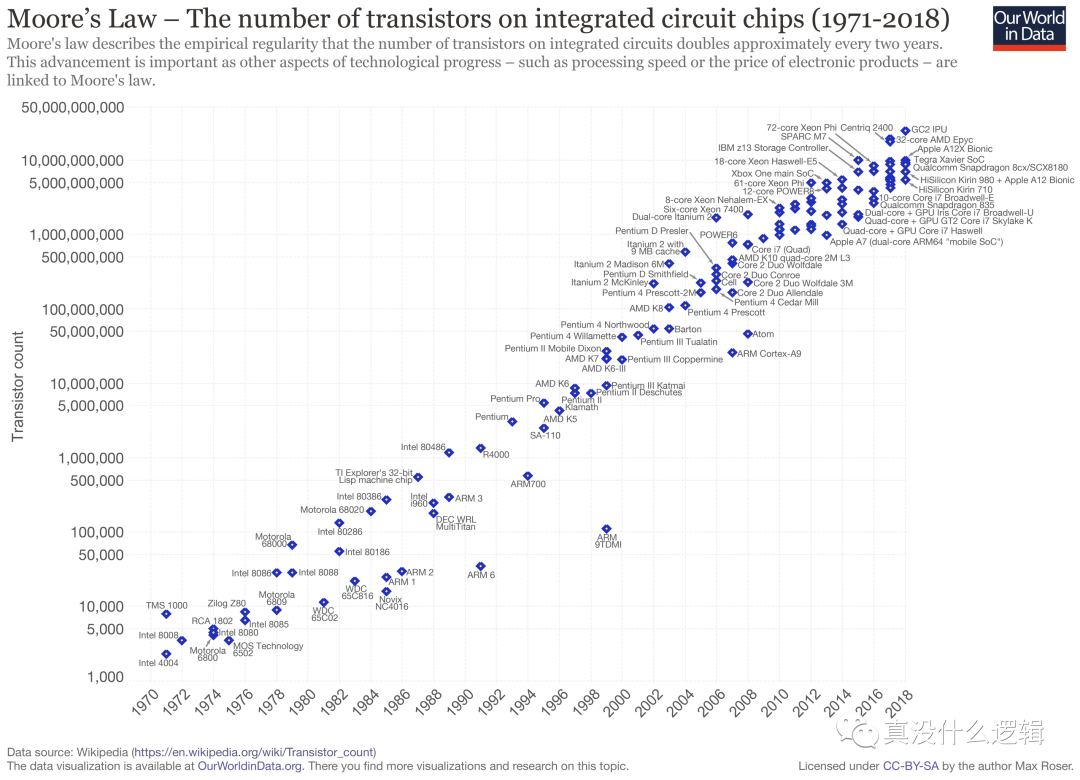 Moore's Law – The number of transistors on integrated circuit chips (1971-2018)
Our World
in Data
Moore's law describes the empirical regularity that the number of transistors on integrated circuits doubles approximately every two years.
This advancement is important as other aspects of technological progress – such as processing speed or the price of electronic products – are
linked to Moore's law.
Transistor count
50,000,000,000
10,000,000,000
5,000,000,000
1,000,000,000
500,000,000
100,000,000
50,000,000
10,000,000
5,000,000
1,000,000
500,000
100,000
50,000
10,000
5,000
1,000
72-core Xeon Phi
Centriq 2400
GC2 IPU
SPARC M7
32-core AMD Epyc
IBM z13 Storage Controller
Apple A12X Bionic
18-core Xeon Haswell-E5
Tegra Xavier SoC
Qualcomm Snapdragon 8cx/SCX8180
Xbox One main SoC
61-core Xeon Phi
HiSilicon Kirin 980 + Apple A12 Bionic
12-core POWER8
HiSilicon Kirin 710
8-core Xeon Nehalem-EX
10-core Core i7 Broadwell-E
Qualcomm Snapdragon 835
Six-core Xeon 7400
Dual-core Itanium 2
Dual-core + GPU Iris Core i7 Broadwell-U
Quad-core + GPU GT2 Core i7 Skylake K
Pentium D Presler
POWER6
Quad-core + GPU Core i7 Haswell
Apple A7 (dual-core ARM64 "mobile SoC")
Itanium 2 with
9 MB cache
Core i7 (Quad)
AMD K10 quad-core 2M L3
Core 2 Duo Wolfdale
Itanium 2 Madison 6M
Pentium D Smithfield
Core 2 Duo Conroe
Itanium 2 McKinley
Cell
Core 2 Duo Wolfdale 3M
Pentium 4 Prescott-2M
Core 2 Duo Allendale
Pentium 4 Cedar Mill
AMD K8
Pentium 4 Prescott
Pentium 4 Northwood
Barton
Pentium 4 Willamette
Pentium III Tualatin
Atom
Pentium II Mobile Dixon
ARM Cortex-A9
AMD K7
Pentium III Coppermine
AMD K6-III
AMD K6
Pentium III Katmai
Pentium II Deschutes
Pentium Pro
Pentium II
Klamath
Pentium
AMD K5
SA-110
Intel 80486
R4000
TI Explorer's 32-bit
Lisp machine chip
ARM700
Intel 80386
Intel
i960
ARM 3
Motorola 68020
DEC WRL
MultiTitan
Intel 80286
Motorola
68000
ARM
9TDMI
Intel 80186
Intel 8086
Intel 8088
ARM 2
ARM 6
ARM 1
WDC
65C816
Novix
NC4016
TMS 1000
Zilog Z80
Motorola
6809
WDC
65C02
RCA 1802
Intel 8085
Intel 8008
Intel 8080
Motorola
6800
MOS Technology
6502
Intel 4004
1970
1972
1974
1976
1978
1980
1982
1984
1986
1988
1990
1992
1994
1996
1998
2000
2002
2004
2006
2008
2010
2012
2014
2016
2018
真没什么逻辑
Data source: Wikipedia (https://en.wikipedia.org/wiki/Transistor_count)
The data visualization is available at OurWorldinData.org. There you find more visualizations and research on this topic.
Licensed under CC-BY-SA by the author Max Roser.